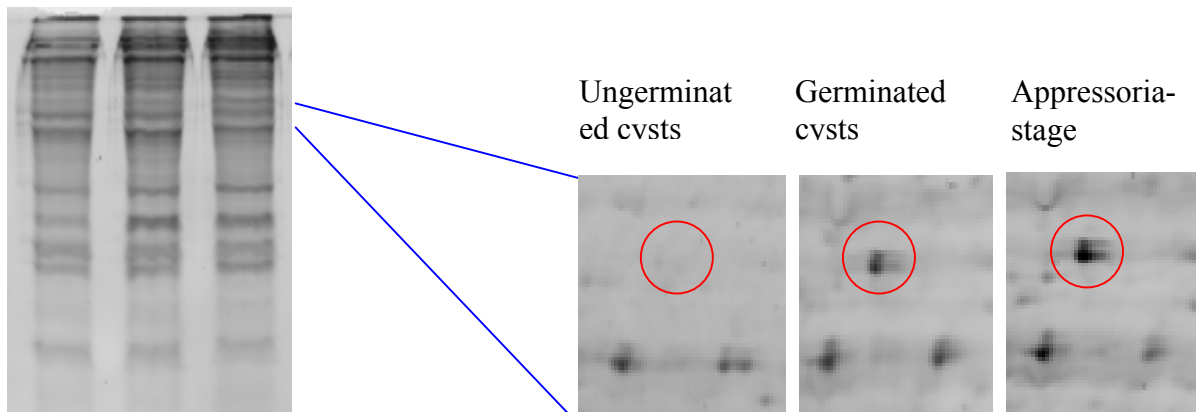 Ungerminat
ed cvsts
Germinated
cvsts
Appressoria-
stage